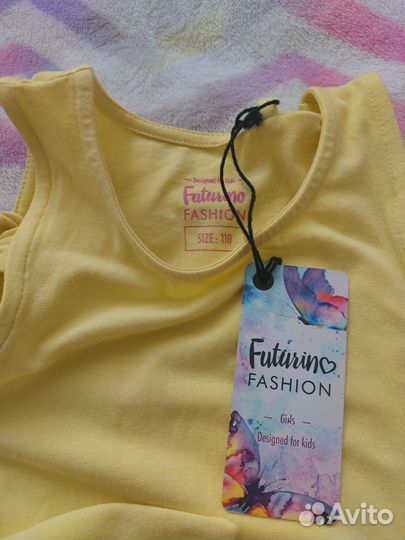 Designed for kids
Futurino
FASHION
SIZE: 110
Futurino
FASHION
Girls
Designed for kids
Avito